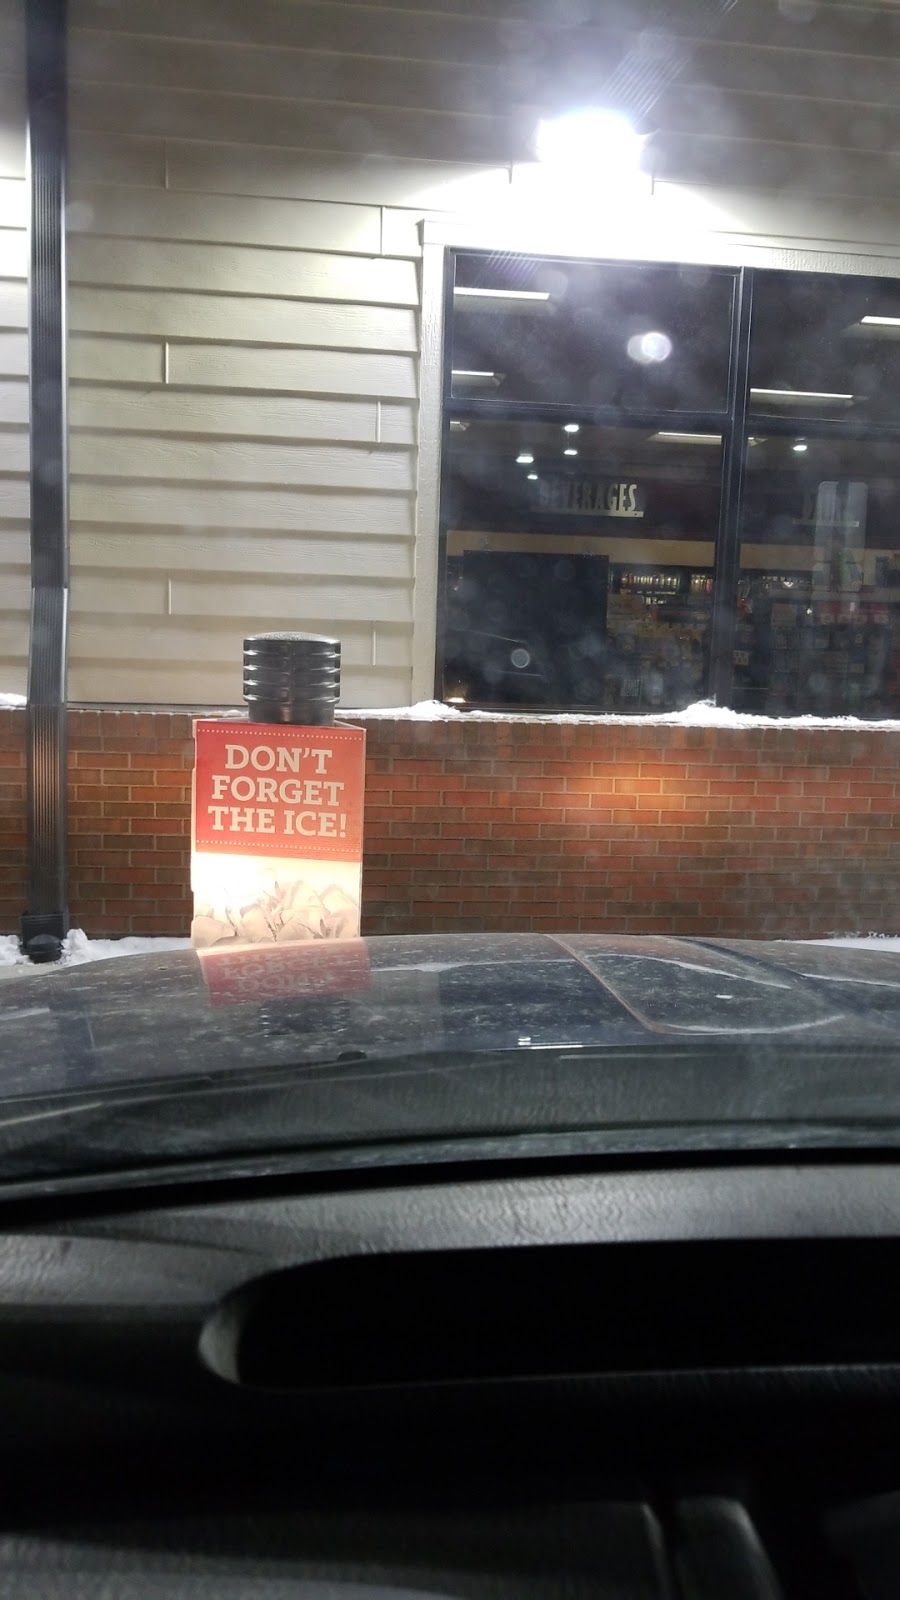 BEVERAGES
DON'T
FORGET
THE ICE!